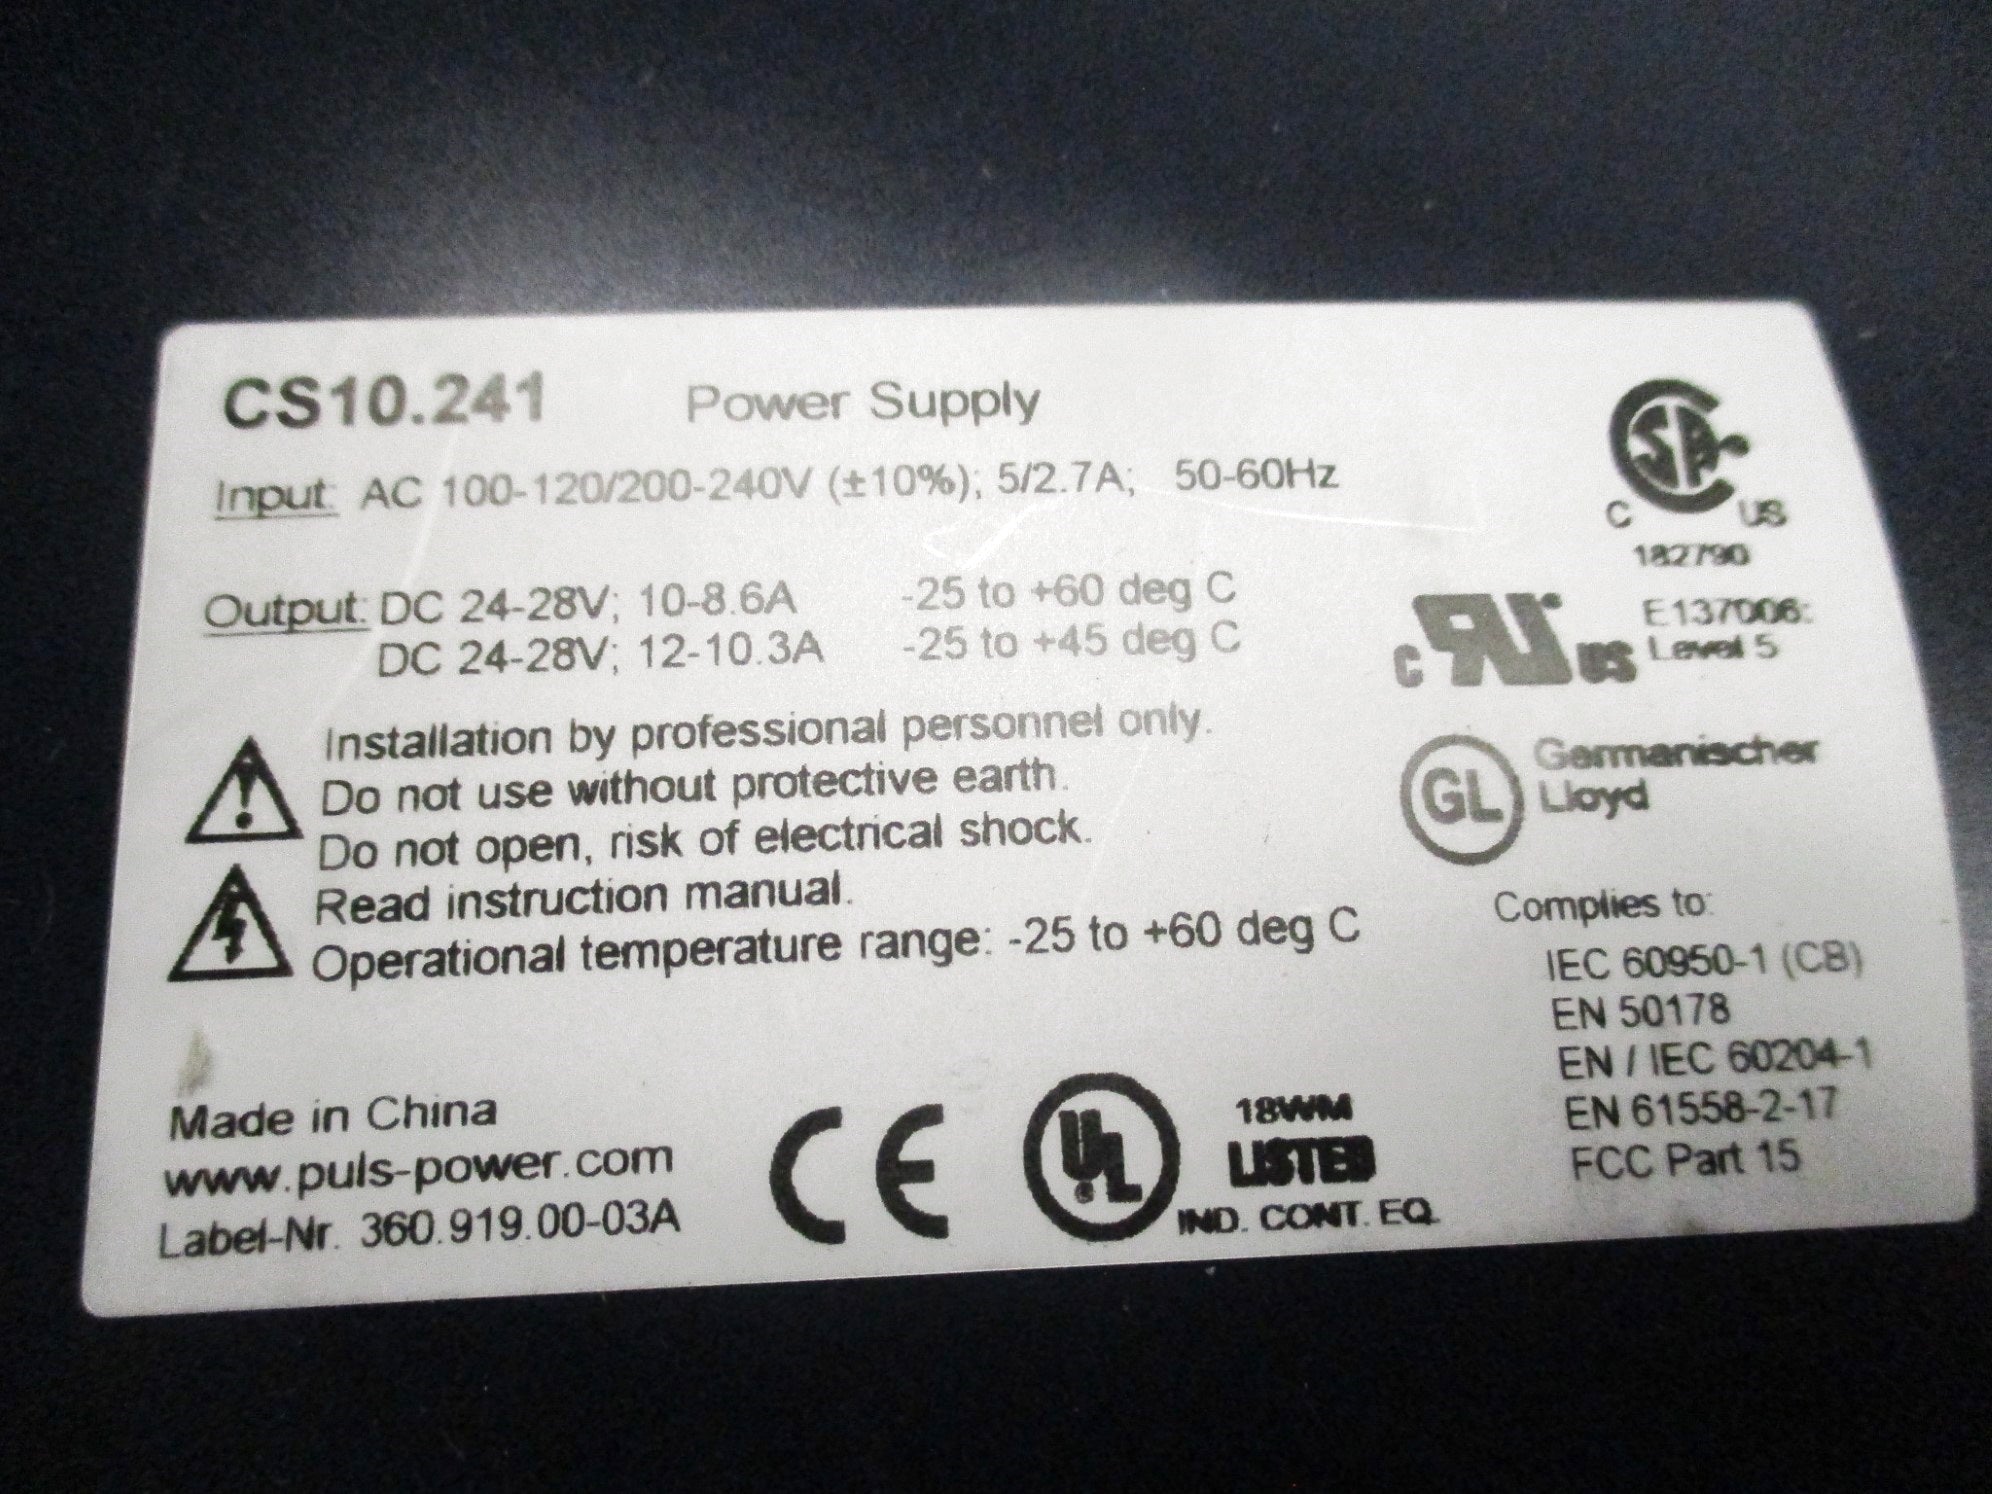 CS10.241 Power Supply
Input: AC 100-120/200-240V (±10%); 5/2.7A; 50-60Hz
Output: DC 24-28V; 10-8.6A -25 to +60 deg C
DC 24-28V; 12-10.3A -25 to +45 deg C
Installation by professional personnel only.
Do not use without protective earth.
Do not open, risk of electrical shock.
Read instruction manual.
Operational temperature range: -25 to +60 deg C
Made in China
www.puls-power.com
Label-Nr. 360.919.00-03A
CE
UL
18WM
LISTED
IND. CONT. EQ.
SA
C US
182790
c RU us
E137006:
Level 5
GL
Germanischer
Lloyd
Complies to:
IEC 60950-1 (CB)
EN 50178
EN / IEC 60204-1
EN 61558-2-17
FCC Part 15